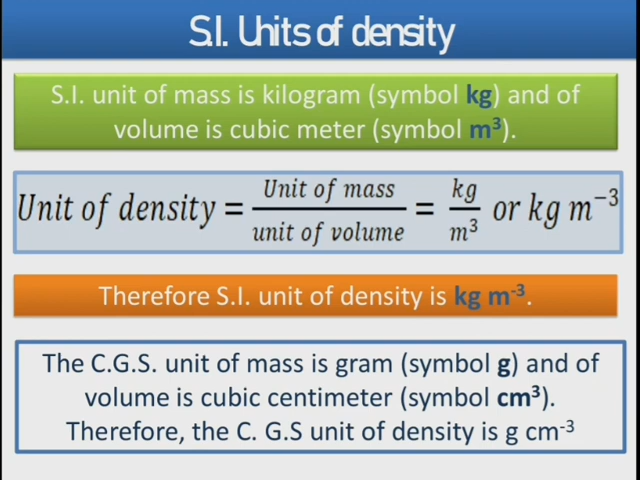 S.I. Units of density
S.I. unit of mass is kilogram (symbol kg) and of
volume is cubic meter (symbol m³).
Unit of density = Unit of mass / unit of volume = kg / m³ or kg m⁻³
Therefore S.I. unit of density is kg m⁻³.
The C.G.S. unit of mass is gram (symbol g) and of
volume is cubic centimeter (symbol cm³).
Therefore, the C. G.S unit of density is g cm⁻³